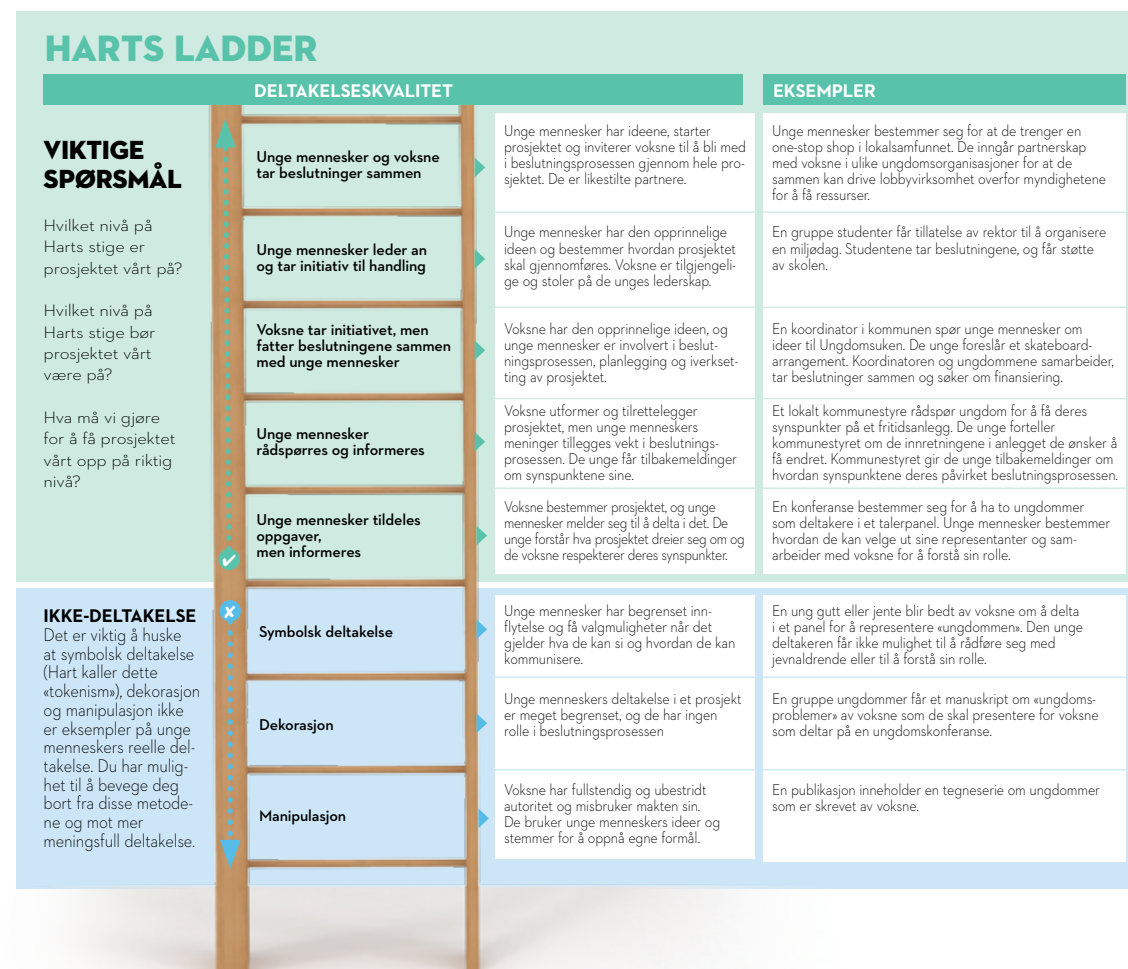 HARTS LADDER
DELTAKELSESKVALITET
EKSEMPLER
VIKTIGE
SPØRSMÅL
Hvilket nivå på
Harts stige er
prosjektet vårt på?
Hvilket nivå på
Harts stige bør
prosjektet vårt
være på?
Hva må vi gjøre
for å få prosjektet
vårt opp på riktig
nivå?
Unge mennesker og voksne
tar beslutninger sammen
Unge mennesker har ideene, starter
prosjektet og inviterer voksne til å bli med
i beslutningsprosessen gjennom hele pro-
sjektet. De er likestilte partnere.
Unge mennesker bestemmer seg for at de trenger en
one-stop shop i lokalsamfunnet. De inngår partnerskap
med voksne i ulike ungdomsorganisasjoner for at de
sammen kan drive lobbyvirksomhet overfor myndighetene
for å få ressurser.
Unge mennesker leder an
og tar initiativ til handling
Unge mennesker har den opprinnelige
ideen og bestemmer hvordan prosjektet
skal gjennomføres. Voksne er tilgjengeli-
ge og stoler på de unges lederskap.
En gruppe studenter får tillatelse av rektor til å organisere
en miljødag. Studentene tar beslutningene, og får støtte
av skolen.
Voksne tar initiativet, men
fatter beslutningene sammen
med unge mennesker
Voksne har den opprinnelige ideen, og
unge mennesker er involvert i beslut-
ningsprosessen, planlegging og iverkset-
ting av prosjektet.
En koordinator i kommunen spør unge mennesker om
ideer til Ungdomsuken. De unge foreslår et skateboard-
arrangement. Koordinatoren og ungdommene samarbeider,
tar beslutninger sammen og søker om finansiering.
Unge mennesker
rådspørres og informeres
Voksne utformer og tilrettelegger
prosjektet, men unge menneskers
meninger tillegges vekt i beslutnings-
prosessen. De unge får tilbakemeldinger
om synspunktene sine.
Et lokalt kommunestyre rådspør ungdom for å få deres
synspunkter på et fritidsanlegg. De unge forteller
kommunestyret om de innretningene i anlegget de ønsker å
få endret. Kommunestyret gir de unge tilbakemeldinger om
hvordan synspunktene deres påvirket beslutningsprosessen.
Unge mennesker tildeles
oppgaver,
men informeres
Voksne bestemmer prosjektet, og unge
mennesker melder seg til å delta i det. De
unge forstår hva prosjektet dreier seg om og
de voksne respekterer deres synspunkter.
En konferanse bestemmer seg for å ha to ungdommer
som deltakere i et talerpanel. Unge mennesker bestemmer
hvordan de kan velge ut sine representanter og sam-
arbeider med voksne for å forstå sin rolle.
IKKE-DELTAKELSE
Det er viktig å huske
at symbolsk deltakelse
(Hart kaller dette
«tokenism»), dekorasjon
og manipulasjon ikke
er eksempler på unge
menneskers reelle del-
takelse. Du har mulig-
het til å bevege deg
bort fra disse metode-
ne og mot mer
meningsfull deltakelse.
Symbolsk deltakelse
Unge mennesker har begrenset inn-
flytelse og få valgmuligheter når det
gjelder hva de kan si og hvordan de kan
kommunisere.
En ung gutt eller jente blir bedt av voksne om å delta
i et panel for å representere «ungdommen». Den unge
deltakeren får ikke mulighet til å rådføre seg med
jevnaldrende eller til å forstå sin rolle.
Dekorasjon
Unge menneskers deltakelse i et prosjekt
er meget begrenset, og de har ingen
rolle i beslutningsprosessen
En gruppe ungdommer får et manuskript om «ungdoms-
problemer» av voksne som de skal presentere for voksne
som deltar på en ungdomskonferanse.
Manipulasjon
Voksne har fullstendig og ubestridt
autoritet og misbruker makten sin.
De bruker unge menneskers ideer og
stemmer for å oppnå egne formål.
En publikasjon inneholder en tegneserie om ungdommer
som er skrevet av voksne.